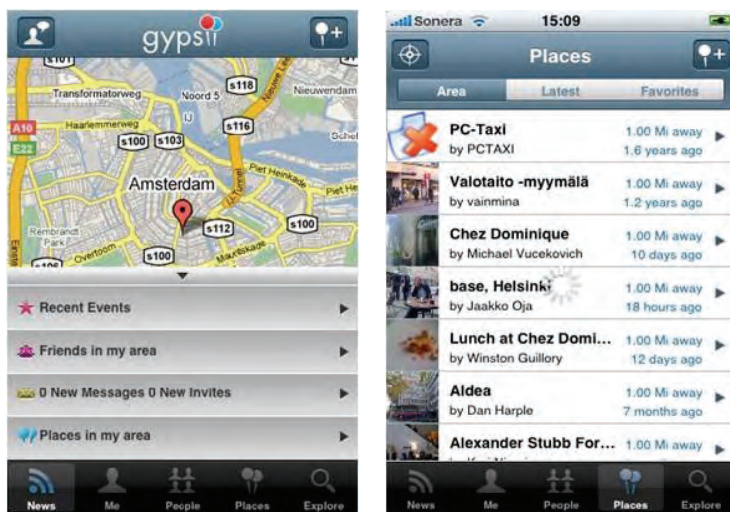 gypsii
Transformatorweg
Noord 5
s118
Nieuwendam
IJ
A10
Haarlemmerweg
s116
E22
s100
s103
Piet Heinkade
IJ Tunnel
Amsterdam
Rembrandt
Park
s112
s100
Overtoom
s100
Mauritskade
Recent Events
Friends in my area
0 New Messages 0 New Invites
Places in my area
News
Me
People
Places
Explore
Sonera
15:09
Places
Area
Latest
Favorites
PC-Taxi
1.00 Mi away
by PCTAXI
1.6 years ago
Valotaito -myymälä
1.00 Mi away
by vainmina
1.2 years ago
Chez Dominique
1.00 Mi away
by Michael Vucekovich
10 days ago
base, Helsinki
1.00 Mi away
by Jaakko Oja
18 hours ago
Lunch at Chez Domi...
1.00 Mi away
by Winston Guillory
12 days ago
Aldea
1.00 Mi away
by Dan Harple
7 months ago
Alexander Stubb For...
1.00 Mi away
News
Me
People
Places
Explore